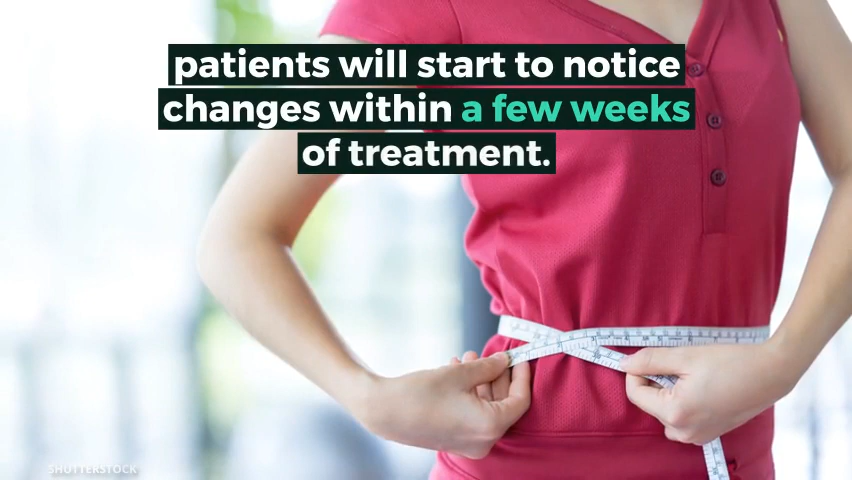 patients will start to notice
changes within a few weeks
of treatment.
SHUTTERSTOCK